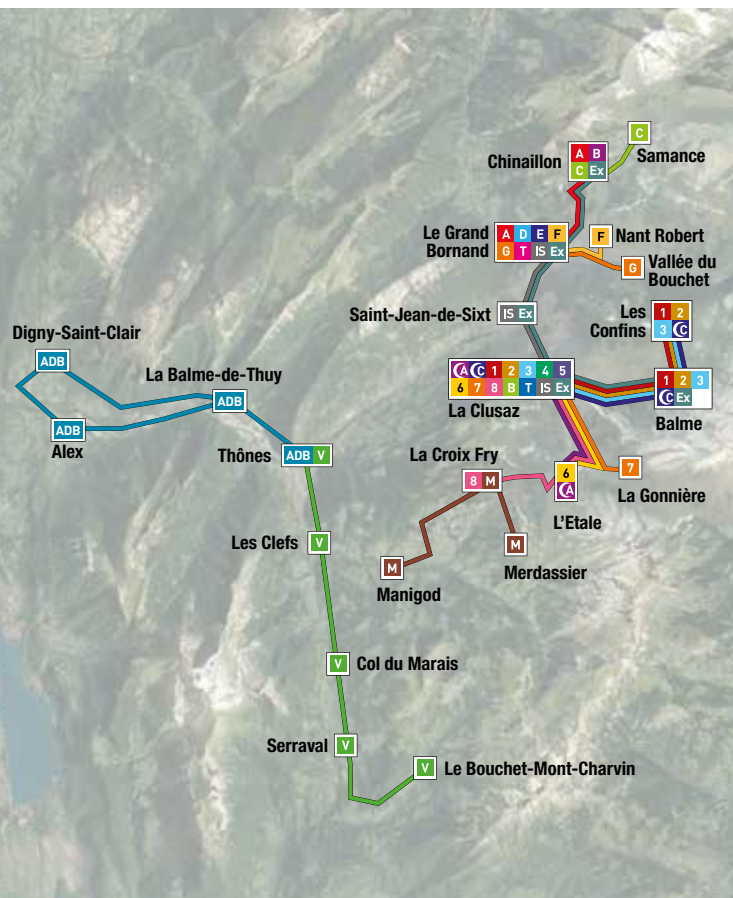 C
Samance
Chinaillon
A B
C Ex
Le Grand
Bornand
A D E F
G T IS Ex
F
Nant Robert
G
Vallée du
Bouchet
Saint-Jean-de-Sixt
IS Ex
Les
Confins
1 2
3 C
A C 1 2 3 4 5
6 7 8 B T IS Ex
La Clusaz
1 2 3
C Ex
Balme
Digny-Saint-Clair
ADB
La Balme-de-Thuy
ADB
ADB
Alex
Thônes
ADB V
La Croix Fry
8 M
6
A
L'Etale
7
La Gonnière
Les Clefs
V
M
Merdassier
M
Manigod
V
Col du Marais
Serraval
V
V
Le Bouchet-Mont-Charvin